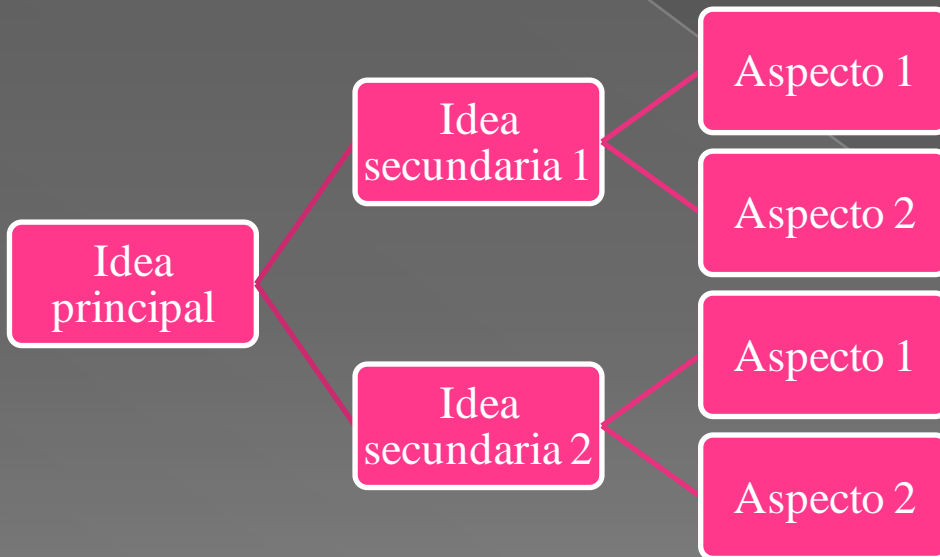 Idea
principal
Idea
secundaria 1
Aspecto 1
Aspecto 2
Idea
secundaria 2
Aspecto 1
Aspecto 2